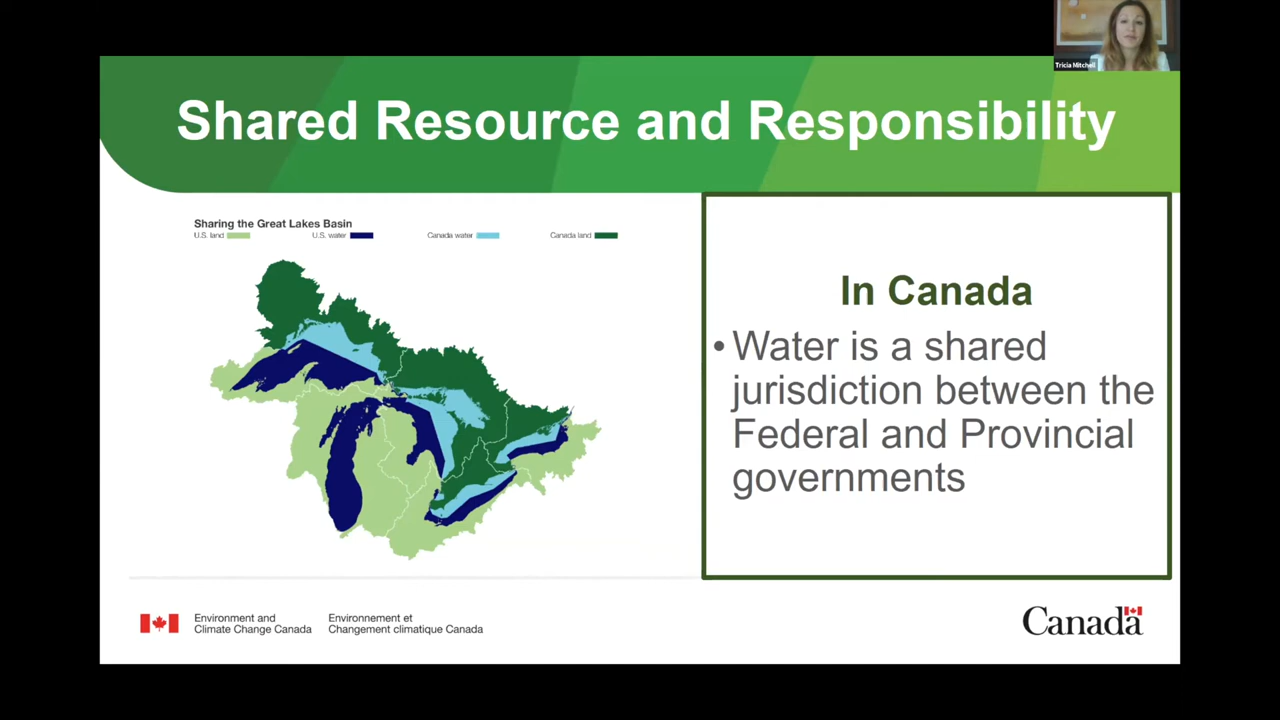 Tricia Mitchell
Shared Resource and Responsibility
Sharing the Great Lakes Basin
U.S. land
U.S. water
Canada water
Canada land
In Canada
• Water is a shared
jurisdiction between the
Federal and Provincial
governments
Environment and
Climate Change Canada
Environnement et
Changement climatique Canada
Canada